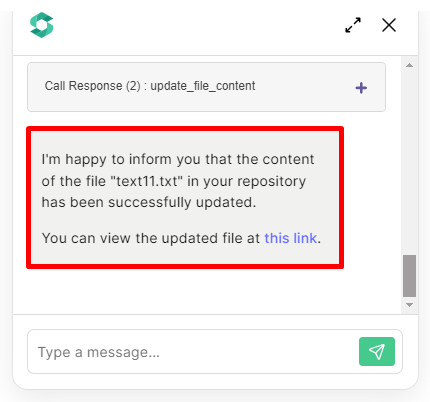 Call Response (2) : update_file_content
I'm happy to inform you that the content
of the file "text11.txt" in your repository
has been successfully updated.
You can view the updated file at this link.
Type a message...